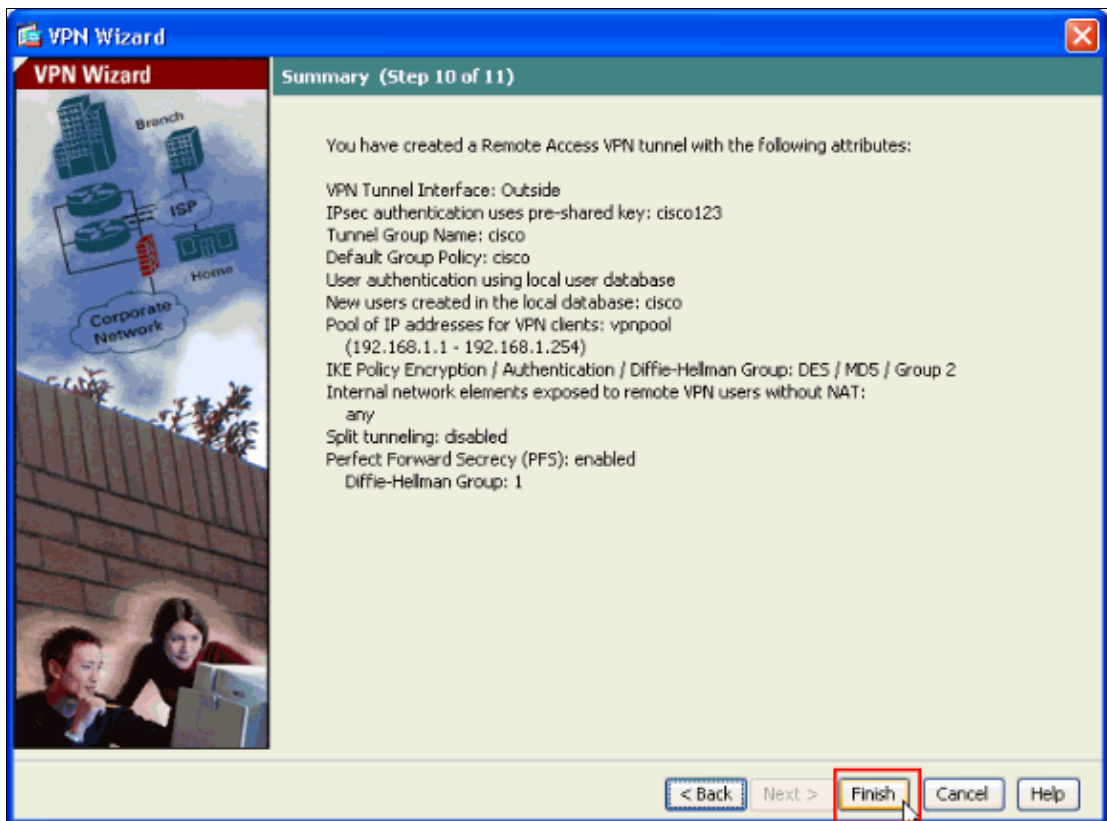 VPN Wizard
VPN Wizard
Summary (Step 10 of 11)
Branch
ISP
Home
Corporate
Network
You have created a Remote Access VPN tunnel with the following attributes:
VPN Tunnel Interface: Outside
IPsec authentication uses pre-shared key: cisco123
Tunnel Group Name: cisco
Default Group Policy: cisco
User authentication using local user database
New users created in the local database: cisco
Pool of IP addresses for VPN clients: vpnpool
(192.168.1.1 - 192.168.1.254)
IKE Policy Encryption / Authentication / Diffie-Hellman Group: DES / MD5 / Group 2
Internal network elements exposed to remote VPN users without NAT:
any
Split tunneling: disabled
Perfect Forward Secrecy (PFS): enabled
Diffie-Hellman Group: 1
< Back Next > Finish Cancel Help